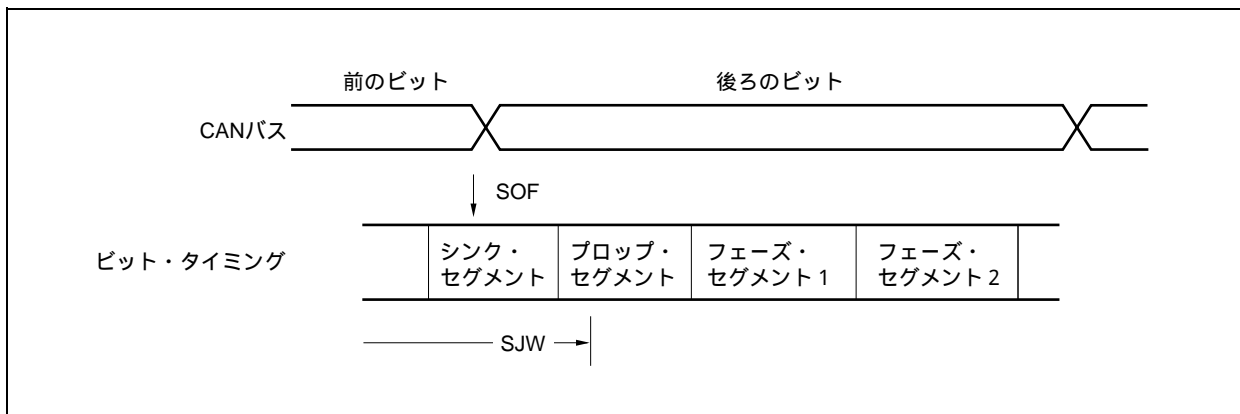 前のビット 後ろのビット
CANバス
SOF
ビット・タイミング
シンク・
セグメント
プロップ・
セグメント
フェーズ・
セグメント1
フェーズ・
セグメント2
SJW